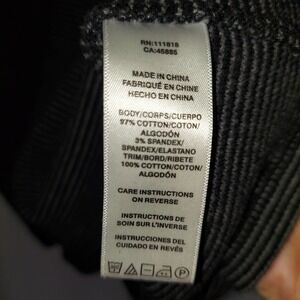 RN:111818
CA:45885
MADE IN CHINA
FABRIQUÉ EN CHINE
HECHO EN CHINA
BODY/CORPS/CUERPO
97% COTTON/COTON/
ALGODÓN
3% SPANDEX/
SPANDEX/ELASTANO
TRIM/BORD/RIBETE
100% COTTON/COTON/
ALGODÓN
CARE INSTRUCTIONS
ON REVERSE
INSTRUCTIONS DE
SOIN SUR L'INVERSE
INSTRUCCIONES DEL
CUIDADO EN REVÉS
P